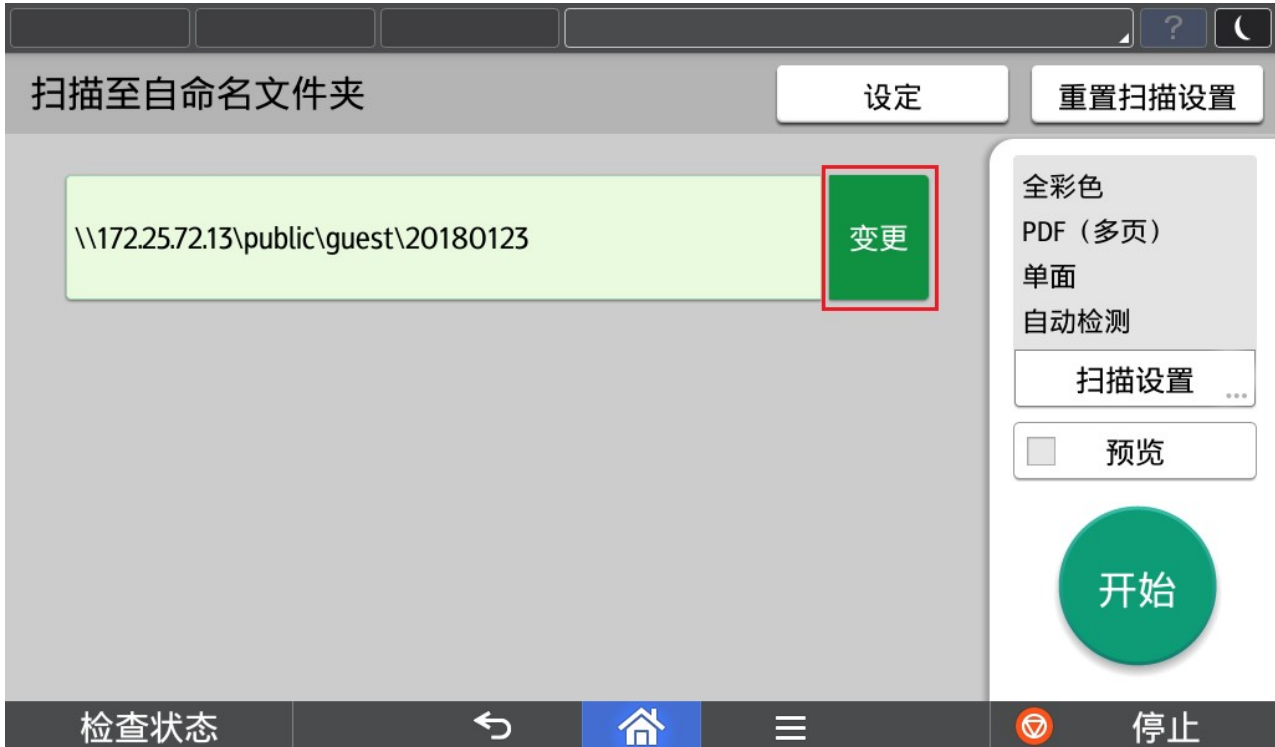 ?
扫描至自命名文件夹
设定
重置扫描设置
\\172.25.72.13\public\guest\20180123
变更
全彩色
PDF（多页）
单面
自动检测
扫描设置
...
预览
开始
检查状态
停止